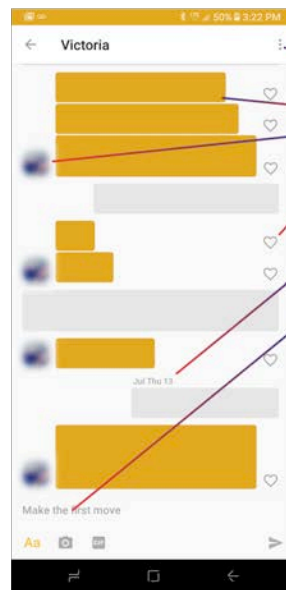 50% 3:22 PM
Victoria
Jul Thu 13
Make the first move
Aa
GIF